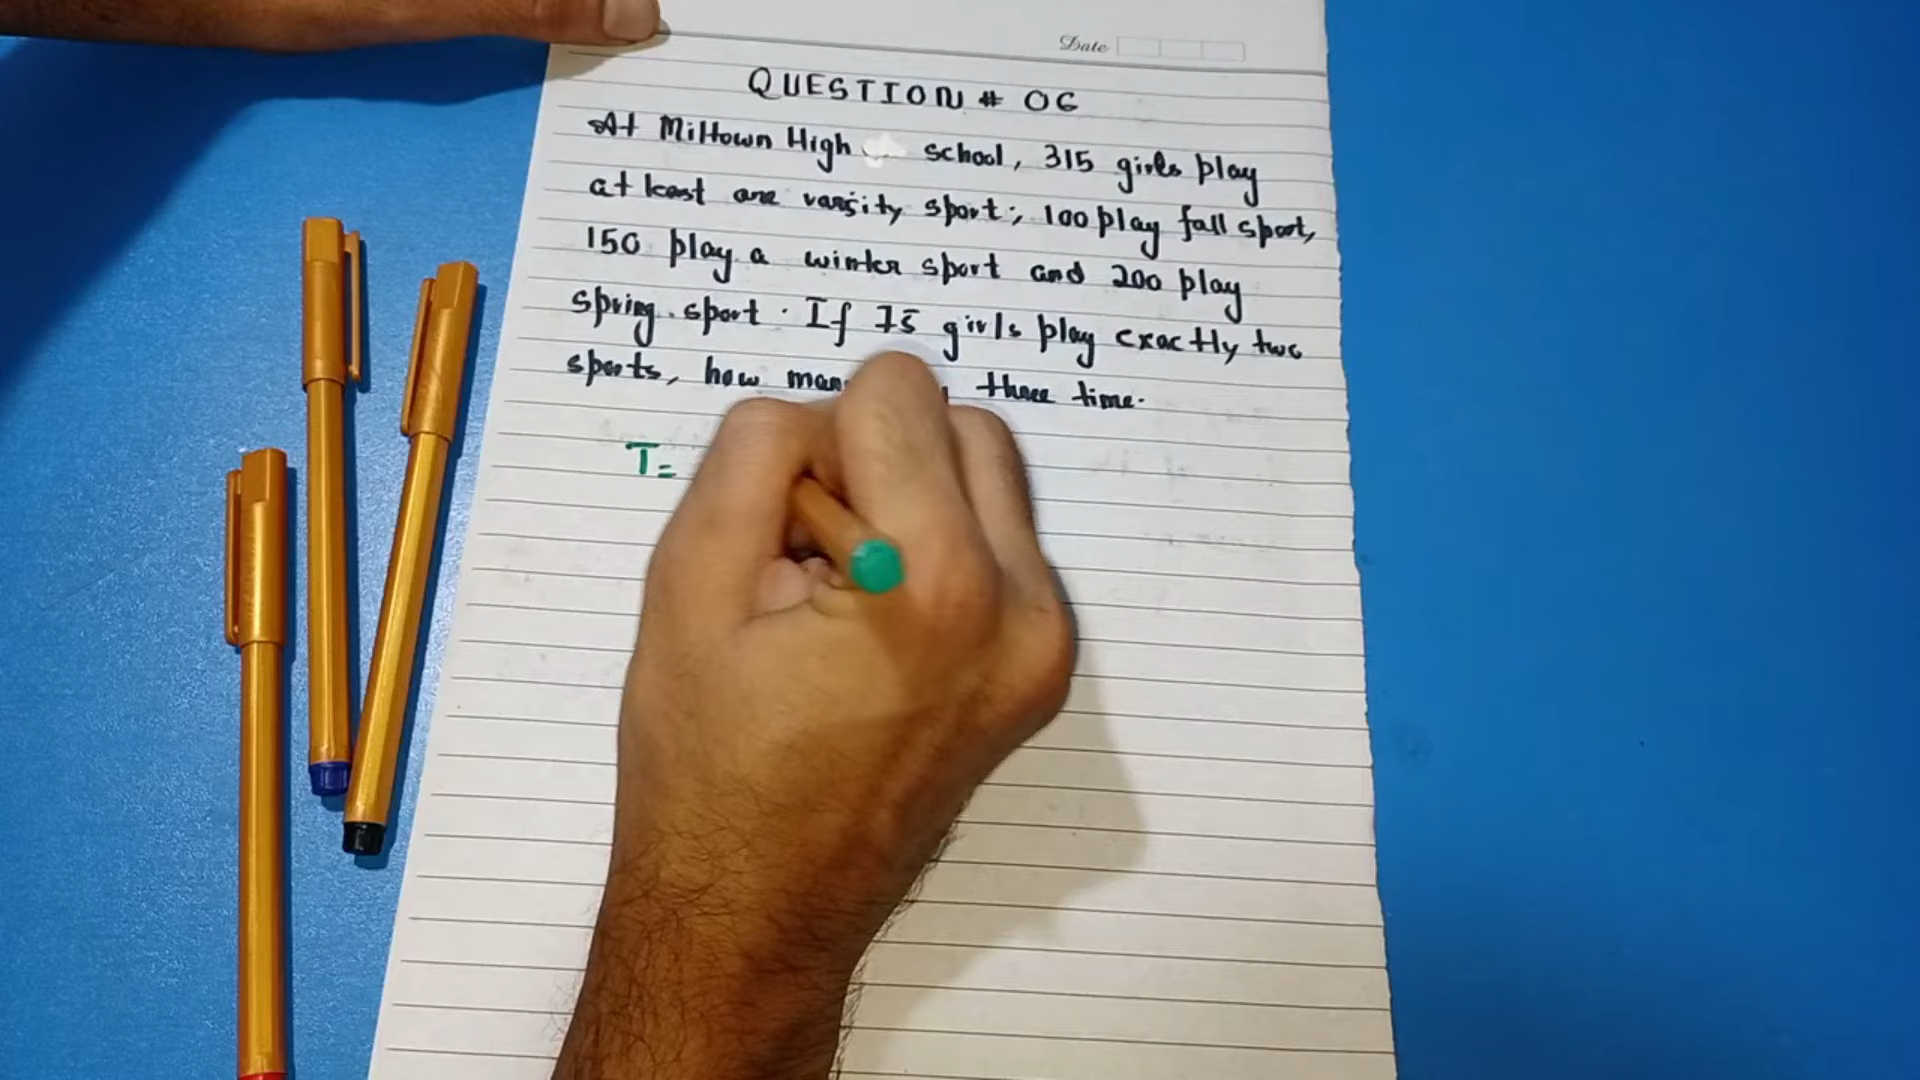 Date
QUESTION # 06
At Miltown High school, 315 girls play
at least one varsity sport; 100 play fall sport,
150 play a winter sport and 200 play
spring sport. If 75 girls play exactly two
sports, how three time.
T=